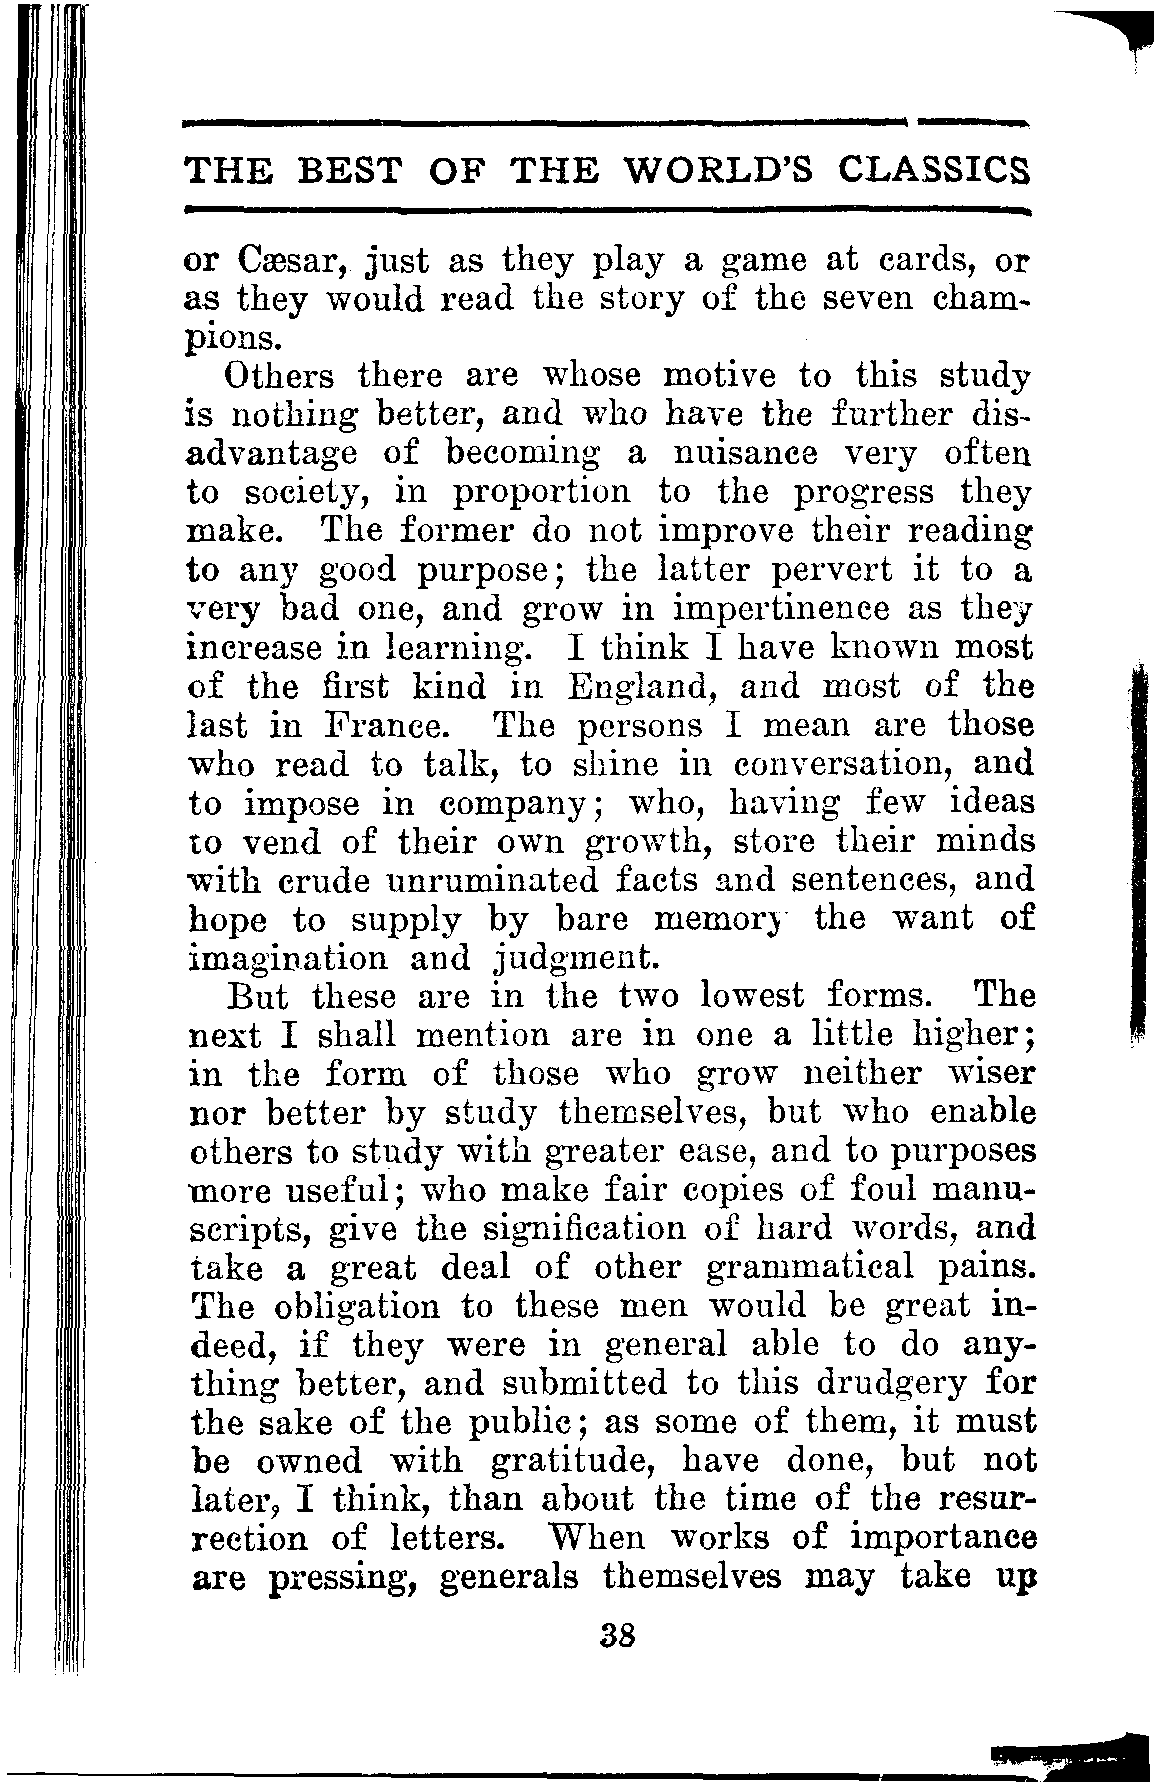 THE BEST OF THE WORLD'S CLASSICS
or Cæsar, just as they play a game at cards, or
as they would read the story of the seven cham-
pions.
Others there are whose motive to this study
is nothing better, and who have the further dis-
advantage of becoming a nuisance very often
to society, in proportion to the progress they
make. The former do not improve their reading
to any good purpose; the latter pervert it to a
very bad one, and grow in impertinence as they
increase in learning. I think I have known most
of the first kind in England, and most of the
last in France. The persons I mean are those
who read to talk, to shine in conversation, and
to impose in company; who, having few ideas
to vend of their own growth, store their minds
with crude unruminated facts and sentences, and
hope to supply by bare memory the want of
imagination and judgment.
But these are in the two lowest forms. The
next I shall mention are in one a little higher;
in the form of those who grow neither wiser
nor better by study themselves, but who enable
others to study with greater ease, and to purposes
more useful; who make fair copies of foul manu-
scripts, give the signification of hard words, and
take a great deal of other grammatical pains.
The obligation to these men would be great in-
deed, if they were in general able to do any-
thing better, and submitted to this drudgery for
the sake of the public; as some of them, it must
be owned with gratitude, have done, but not
later, I think, than about the time of the resur-
rection of letters. When works of importance
are pressing, generals themselves may take up
38